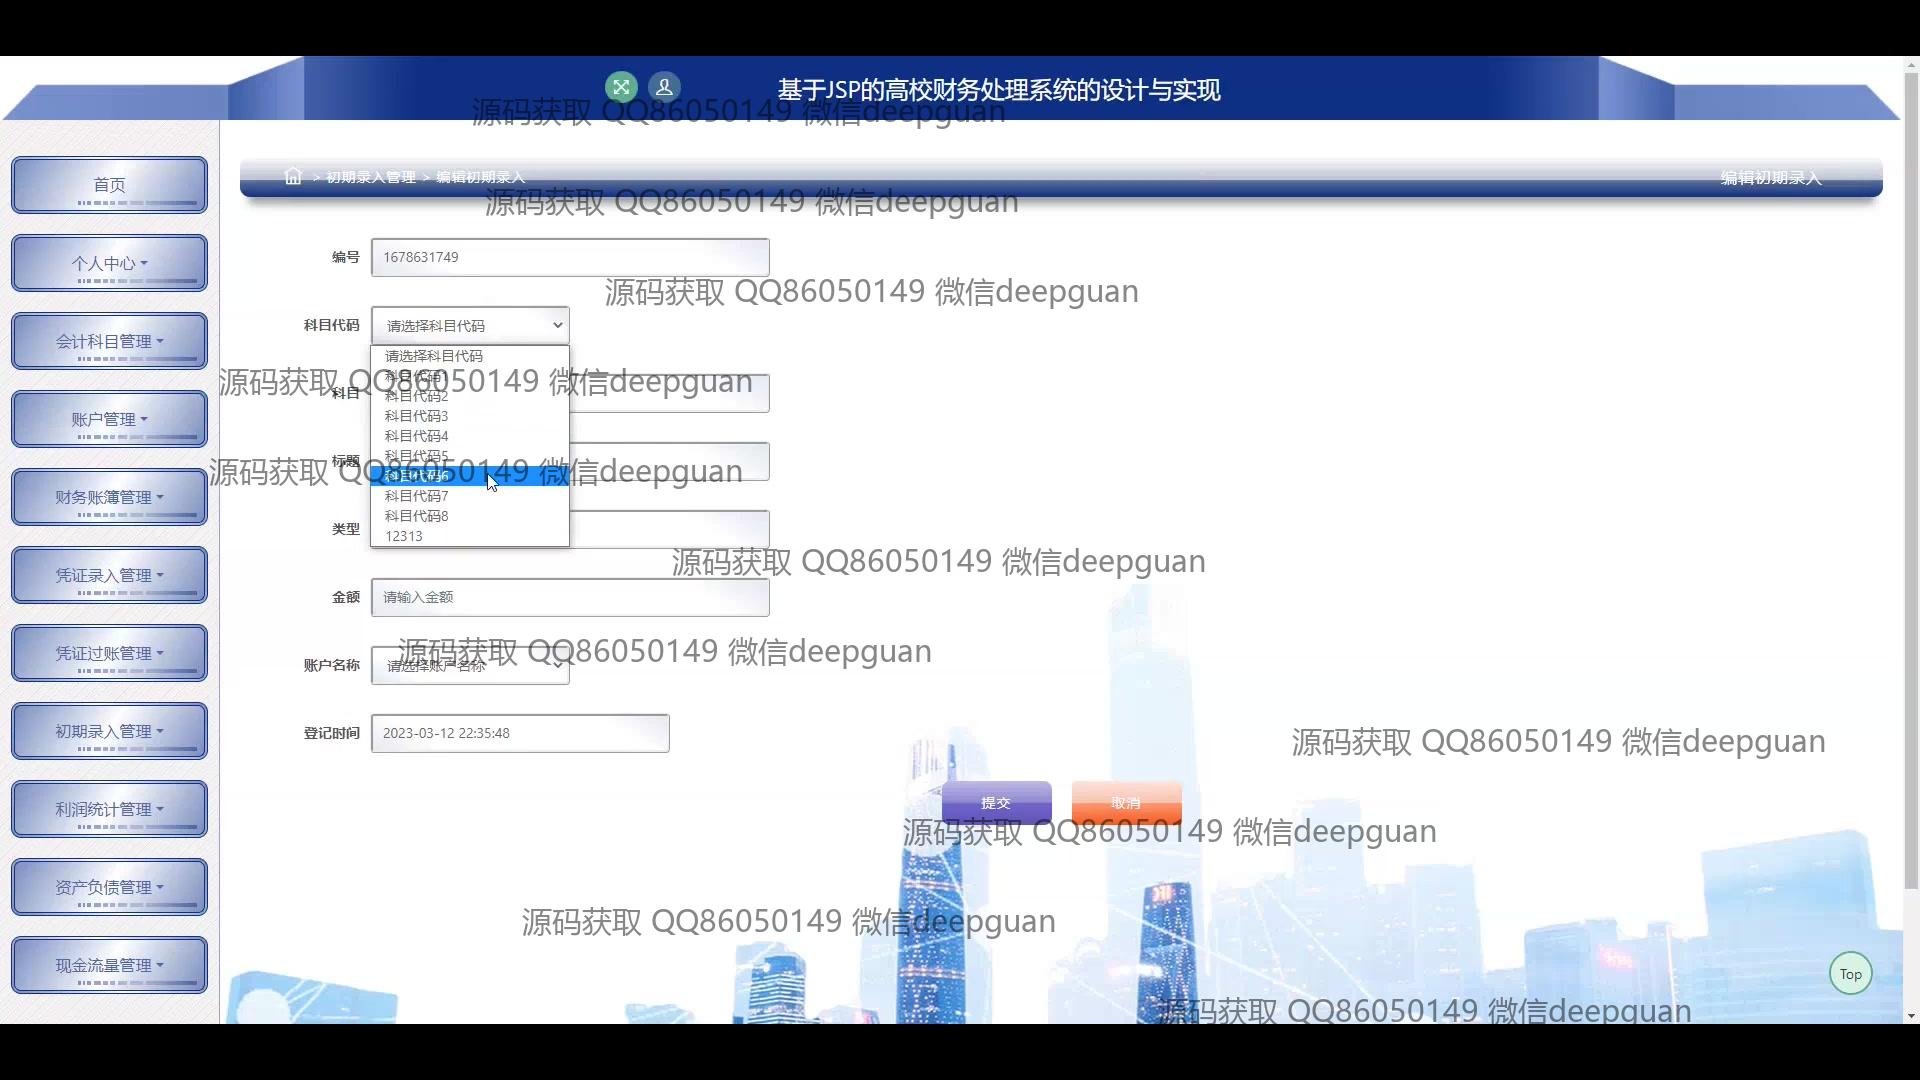 基于JSP的高校财务处理系统的设计与实现
源码获取 QQ86050149 微信deepguan
> 初期录入管理 > 编辑初期录入
编辑初期录入
源码获取 QQ86050149 微信deepguan
首页
个人中心
会计科目管理
账户管理
财务账簿管理
凭证录入管理
凭证过账管理
初期录入管理
利润统计管理
资产负债管理
现金流量管理
编号
1678631749
源码获取 QQ86050149 微信deepguan
科目代码
请选择科目代码
请选择科目代码
科目代码1
科目代码2
科目代码3
科目代码4
科目代码5
科目代码6
科目代码7
科目代码8
12313
源码获取 QQ86050149 微信deepguan
科目
标题
源码获取 QQ86050149 微信deepguan
类型
源码获取 QQ86050149 微信deepguan
金额
请输入金额
源码获取 QQ86050149 微信deepguan
账户名称
请选择账户名称
登记时间
2023-03-12 22:35:48
源码获取 QQ86050149 微信deepguan
提交
取消
源码获取 QQ86050149 微信deepguan
源码获取 QQ86050149 微信deepguan
Top
源码获取 QQ86050149 微信deepguan